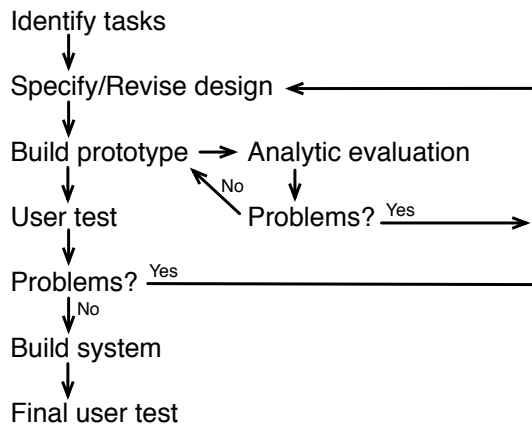 Identify tasks
Specify/Revise design
Build prototype Analytic evaluation
No
User test Problems? Yes
Problems? Yes
No
Build system
Final user test